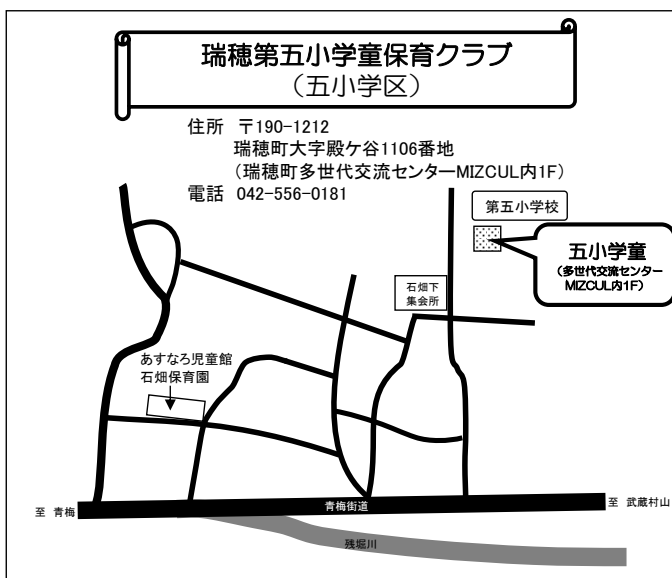 瑞穂第五小学童保育クラブ
（五小学区）
住所 〒190-1212
瑞穂町大字殿ケ谷1106番地
（瑞穂町多世代交流センターMIZCUL内1F）
電話 042-556-0181
第五小学校
五小学童
（多世代交流センター
MIZCUL内1F）
石畑下
集会所
あすなろ児童館
石畑保育園
至 青梅
青梅街道
至 武蔵村山
残堀川